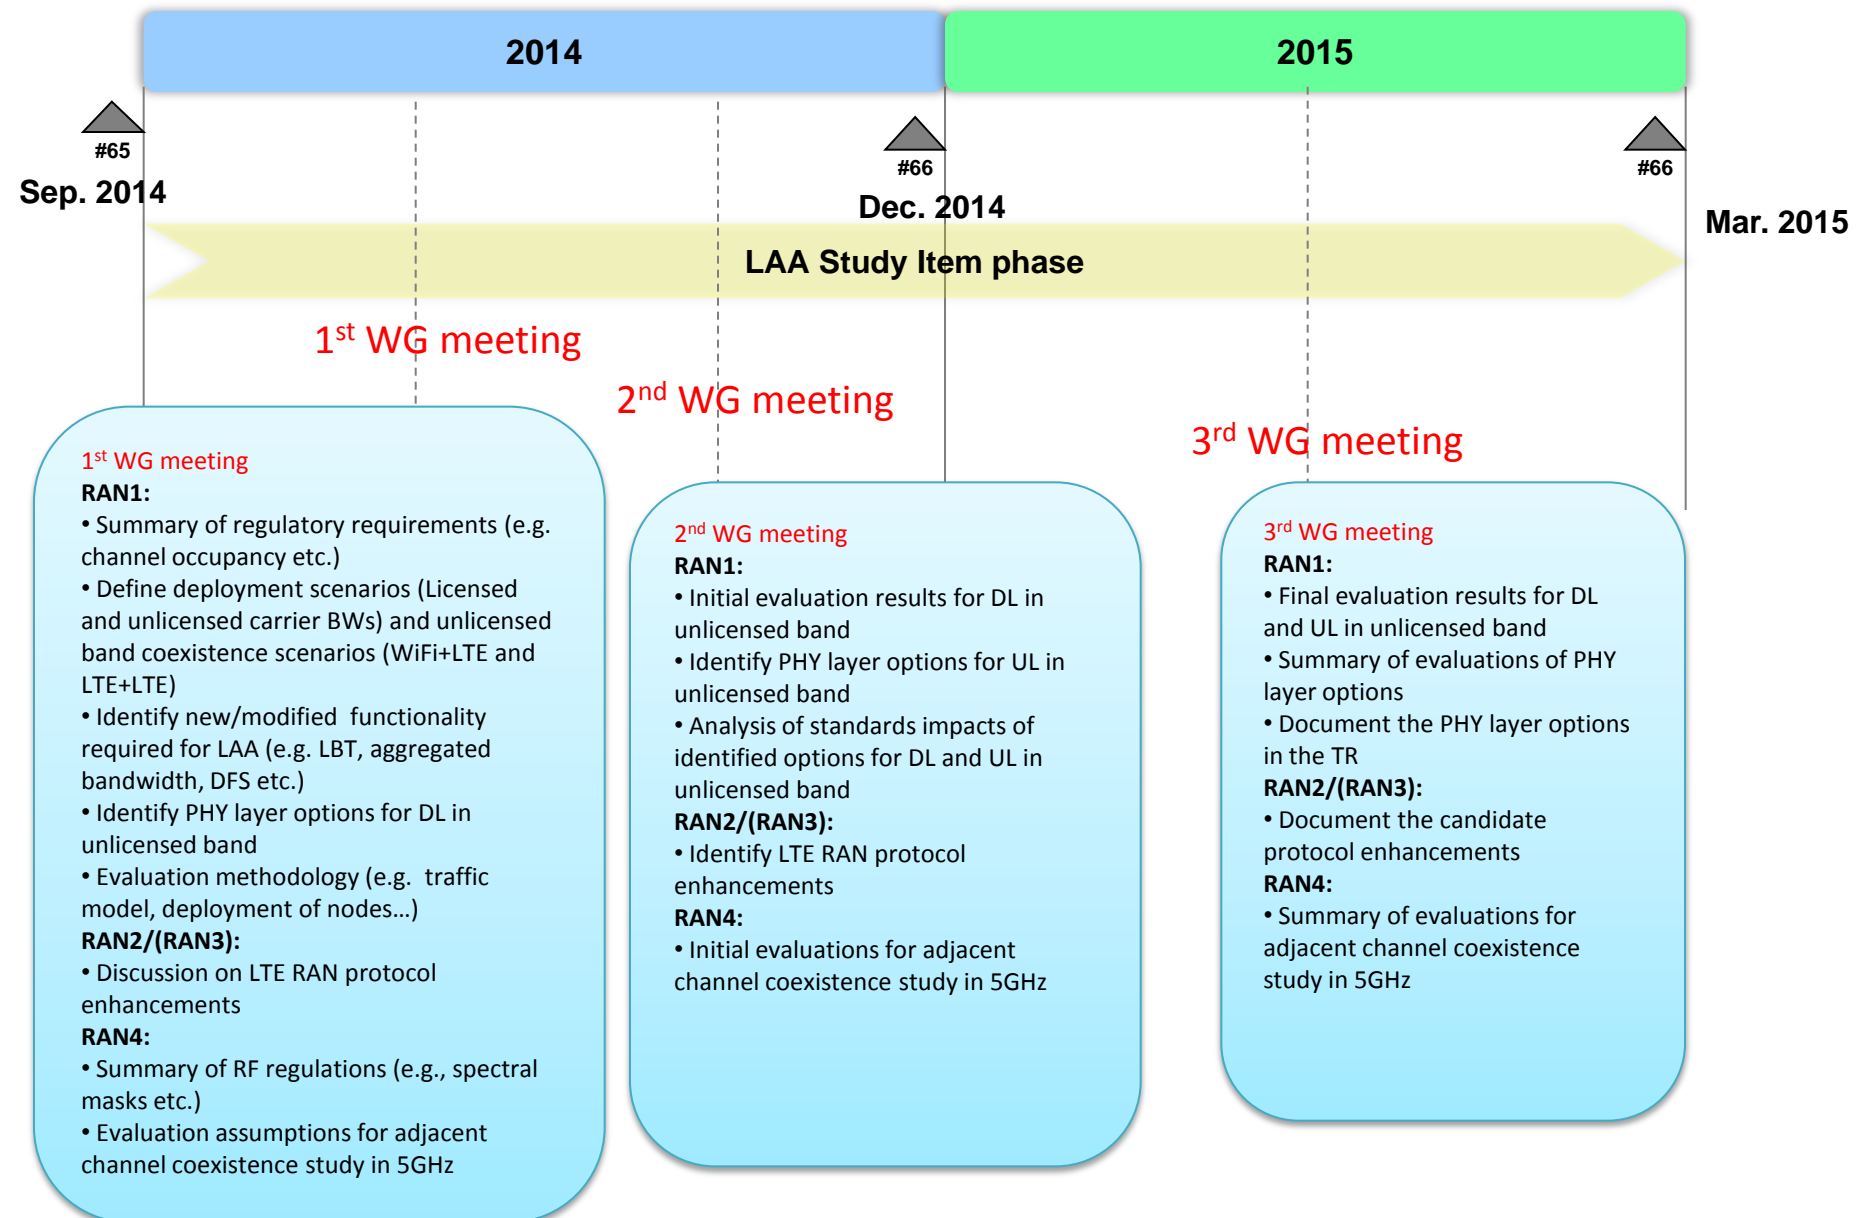 2014
2015
#65
#66
#66
Sep. 2014
Dec. 2014
Mar. 2015
LAA Study Item phase
1st WG meeting
2nd WG meeting
3rd WG meeting
1st WG meeting
RAN1:
• Summary of regulatory requirements (e.g.
channel occupancy etc.)
• Define deployment scenarios (Licensed
and unlicensed carrier BWs) and unlicensed
band coexistence scenarios (WiFi+LTE and
LTE+LTE)
• Identify new/modified  functionality
required for LAA (e.g. LBT, aggregated
bandwidth, DFS etc.)
• Identify PHY layer options for DL in
unlicensed band
• Evaluation methodology (e.g.  traffic
model, deployment of nodes…)
RAN2/(RAN3):
• Discussion on LTE RAN protocol
enhancements
RAN4:
• Summary of RF regulations (e.g., spectral
masks etc.)
• Evaluation assumptions for adjacent
channel coexistence study in 5GHz
2nd WG meeting
RAN1:
• Initial evaluation results for DL in
unlicensed band
• Identify PHY layer options for UL in
unlicensed band
• Analysis of standards impacts of
identified options for DL and UL in
unlicensed band
RAN2/(RAN3):
• Identify LTE RAN protocol
enhancements
RAN4:
• Initial evaluations for adjacent
channel coexistence study in 5GHz
3rd WG meeting
RAN1:
• Final evaluation results for DL
and UL in unlicensed band
• Summary of evaluations of PHY
layer options
• Document the PHY layer options
in the TR
RAN2/(RAN3):
• Document the candidate
protocol enhancements
RAN4:
• Summary of evaluations for
adjacent channel coexistence
study in 5GHz